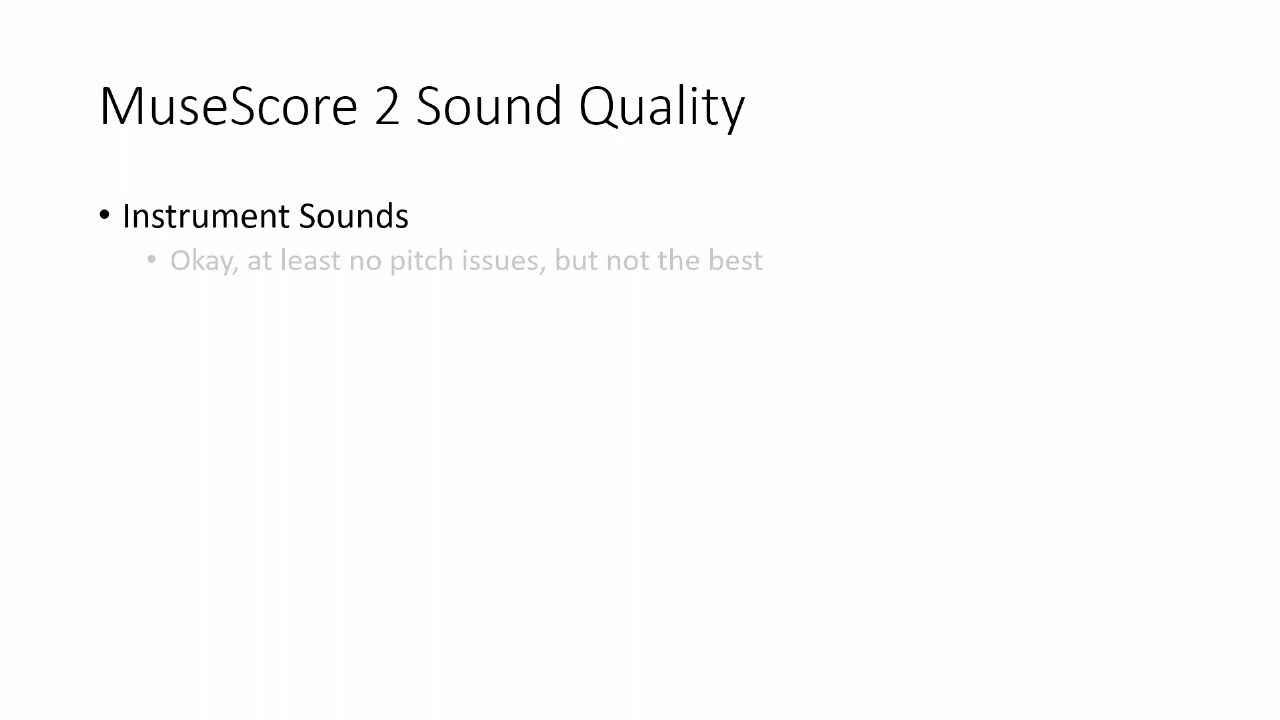 MuseScore 2 Sound Quality
• Instrument Sounds
• Okay, at least no pitch issues, but not the best